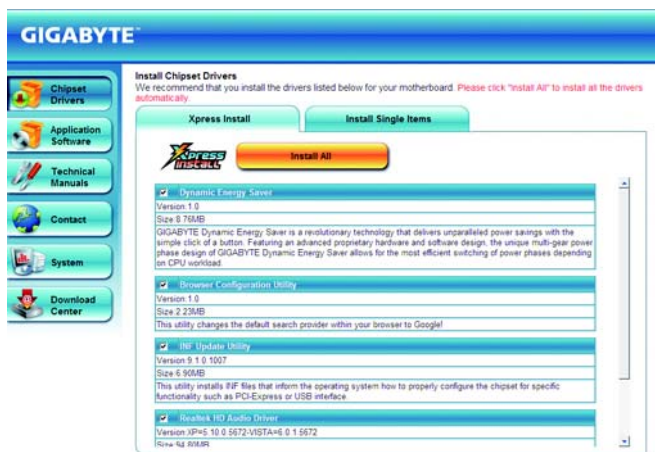 GIGABYTE™
Chipset
Drivers
Application
Software
Technical
Manuals
Contact
System
Download
Center
Install Chipset Drivers
We recommend that you install the drivers listed below for your motherboard. Please click "Install All" to install all the drivers
automatically.
Xpress Install
Install Single Items
Xpress
INSTALL
Install All
Dynamic Energy Saver
Version:1.0
Size:8.76MB
GIGABYTE Dynamic Energy Saver is a revolutionary technology that delivers unparalleled power savings with the
simple click of a button. Featuring an advanced proprietary hardware and software design, the unique multi-gear power
phase design of GIGABYTE Dynamic Energy Saver allows for the most efficient switching of power phases depending
on CPU workload.
Browser Configuration Utility
Version:1.0
Size:2.23MB
This utility changes the default search provider within your browser to Google!
INF Update Utility
Version:9.1.0.1007
Size:6.90MB
This utility installs INF files that inform the operating system how to properly configure the chipset for specific
functionality such as PCI-Express or USB interface.
Realtek HD Audio Driver
Version:XP=5.10.0.5672-VISTA=6.0.1.5672
Size:94.80MB